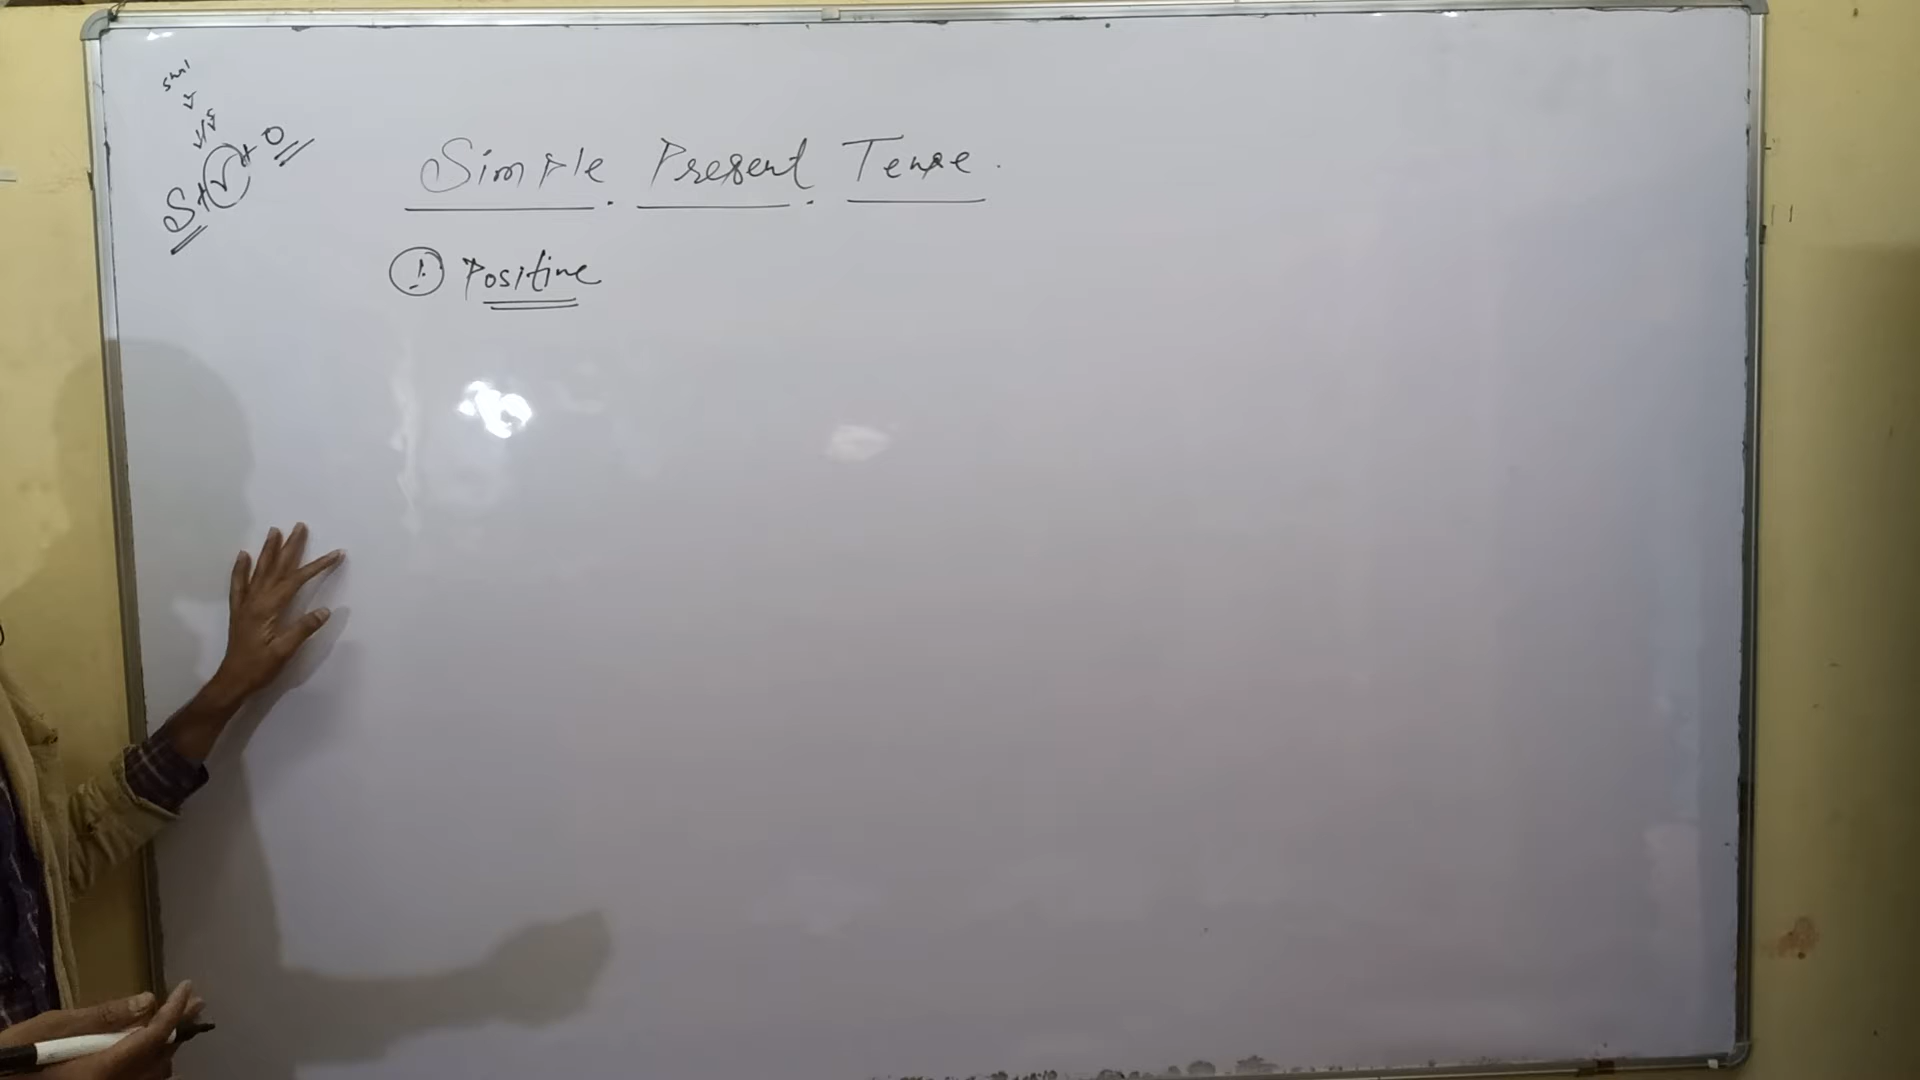 S+V+O
Simple Present Tense.
1. Positive